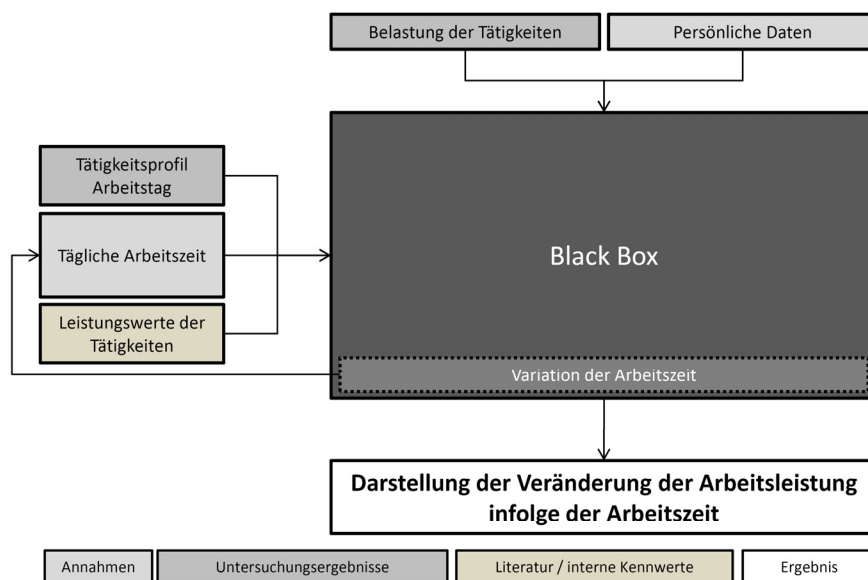 Belastung der Tätigkeiten
Persönliche Daten
Tätigkeitsprofil
Arbeitstag
Tägliche Arbeitszeit
Leistungswerte der
Tätigkeiten
Black Box
Variation der Arbeitszeit
Darstellung der Veränderung der Arbeitsleistung
infolge der Arbeitszeit
Annahmen
Untersuchungsergebnisse
Literatur / interne Kennwerte
Ergebnis